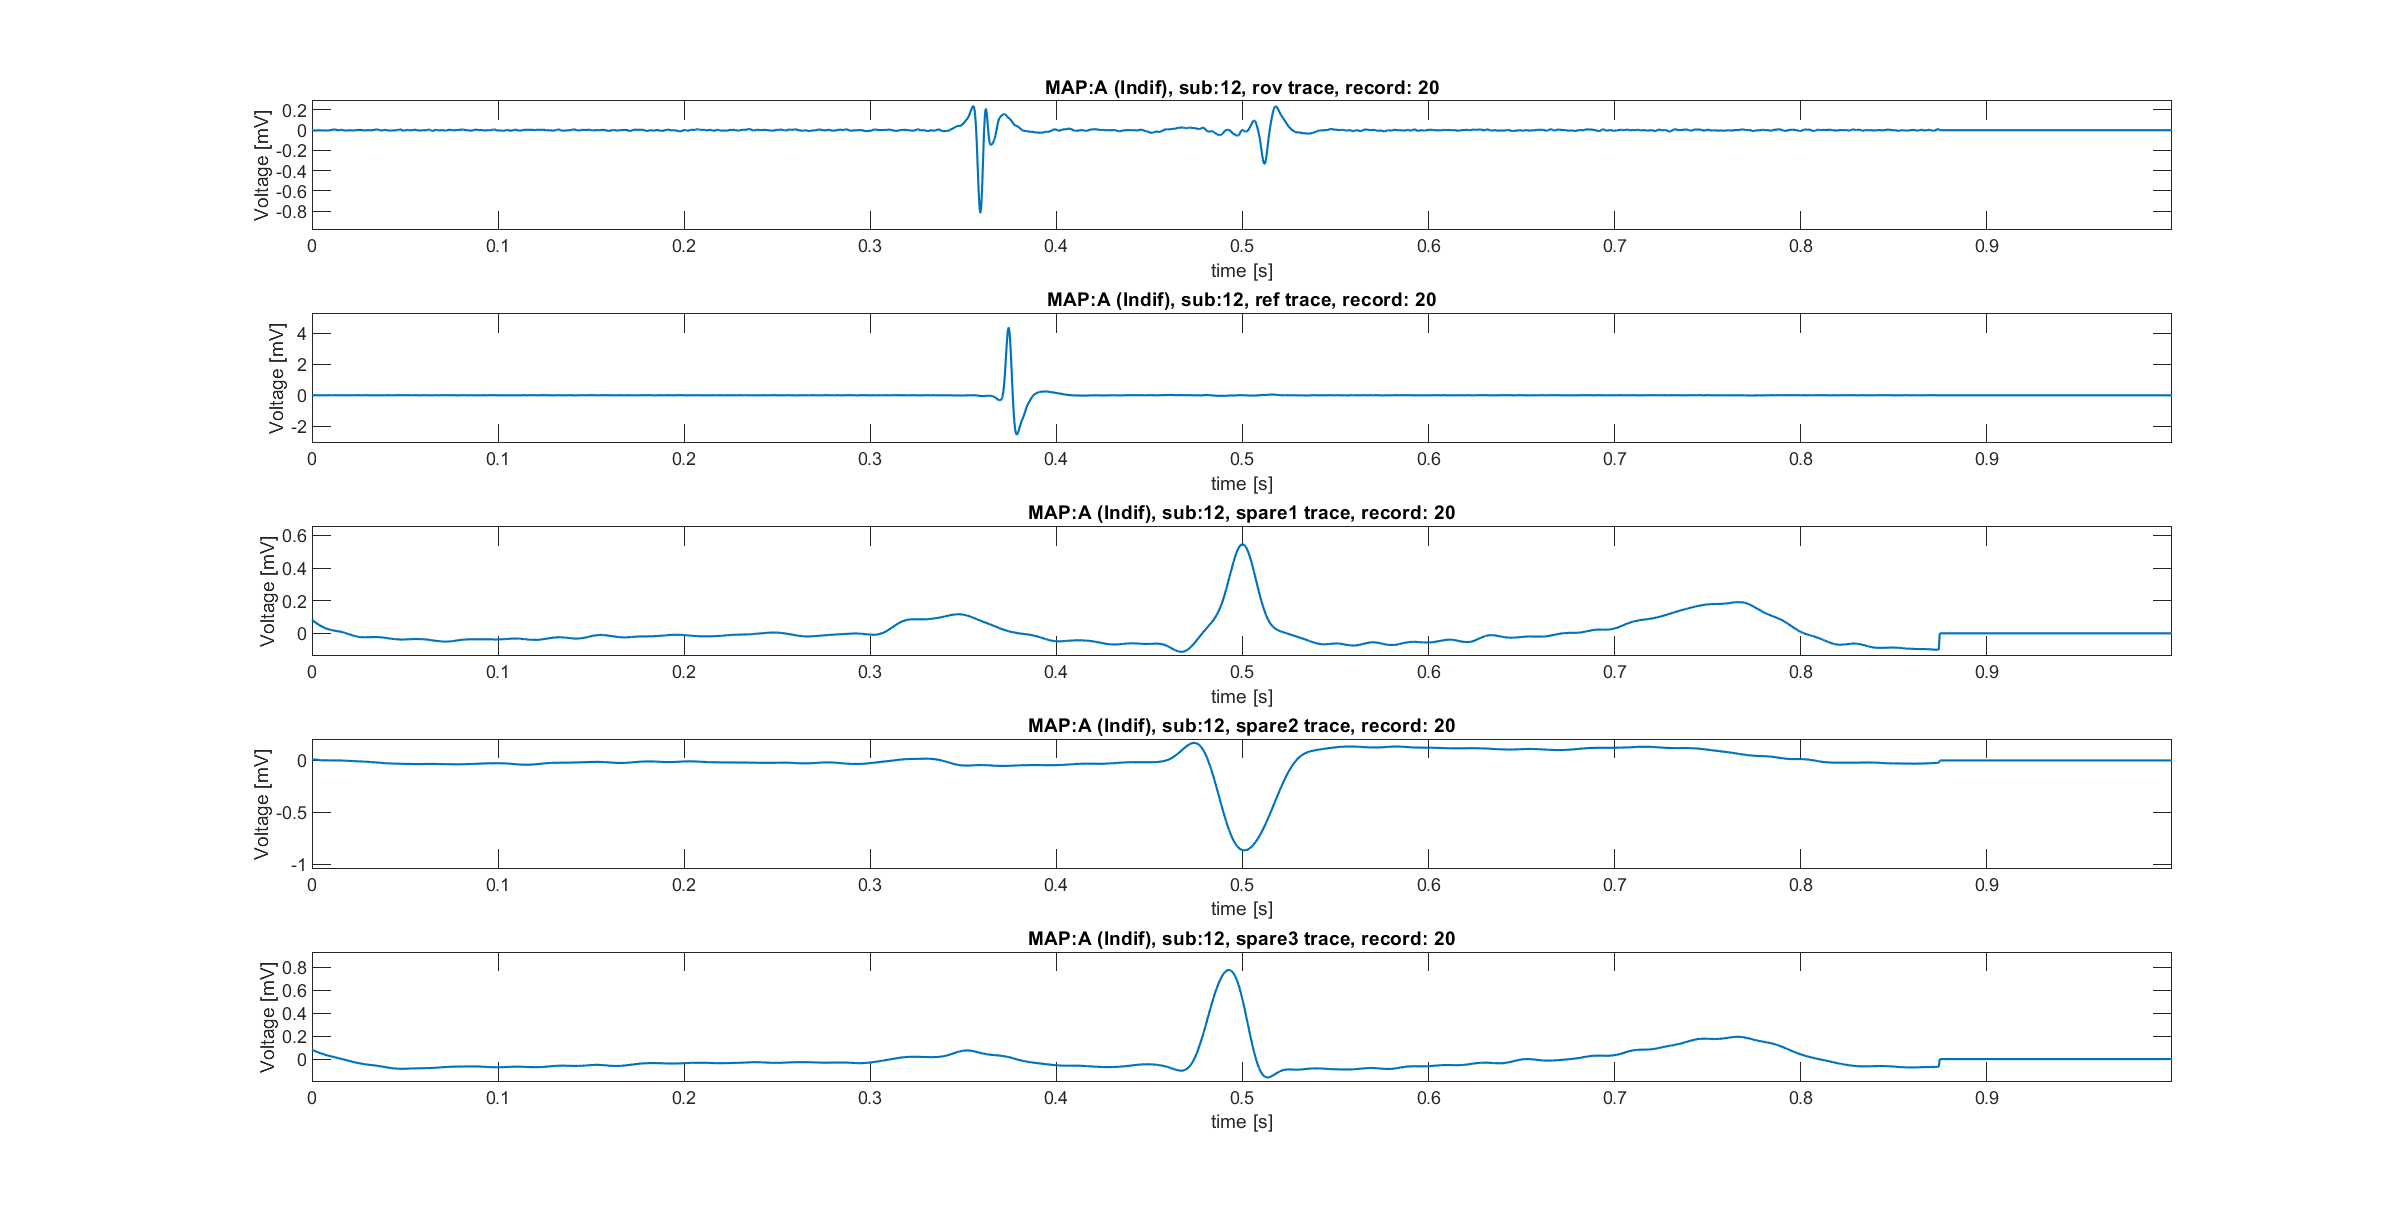 MAP:A (Indif), sub:12, rov trace, record: 20
Voltage [mV]
0.2
0
-0.2
-0.4
-0.6
-0.8
0 0.1 0.2 0.3 0.4 0.5 0.6 0.7 0.8 0.9
time [s]
MAP:A (Indif), sub:12, ref trace, record: 20
Voltage [mV]
4
2
0
-2
0 0.1 0.2 0.3 0.4 0.5 0.6 0.7 0.8 0.9
time [s]
MAP:A (Indif), sub:12, spare1 trace, record: 20
Voltage [mV]
0.6
0.4
0.2
0
0 0.1 0.2 0.3 0.4 0.5 0.6 0.7 0.8 0.9
time [s]
MAP:A (Indif), sub:12, spare2 trace, record: 20
Voltage [mV]
0
-0.5
-1
0 0.1 0.2 0.3 0.4 0.5 0.6 0.7 0.8 0.9
time [s]
MAP:A (Indif), sub:12, spare3 trace, record: 20
Voltage [mV]
0.8
0.6
0.4
0.2
0
0 0.1 0.2 0.3 0.4 0.5 0.6 0.7 0.8 0.9
time [s]